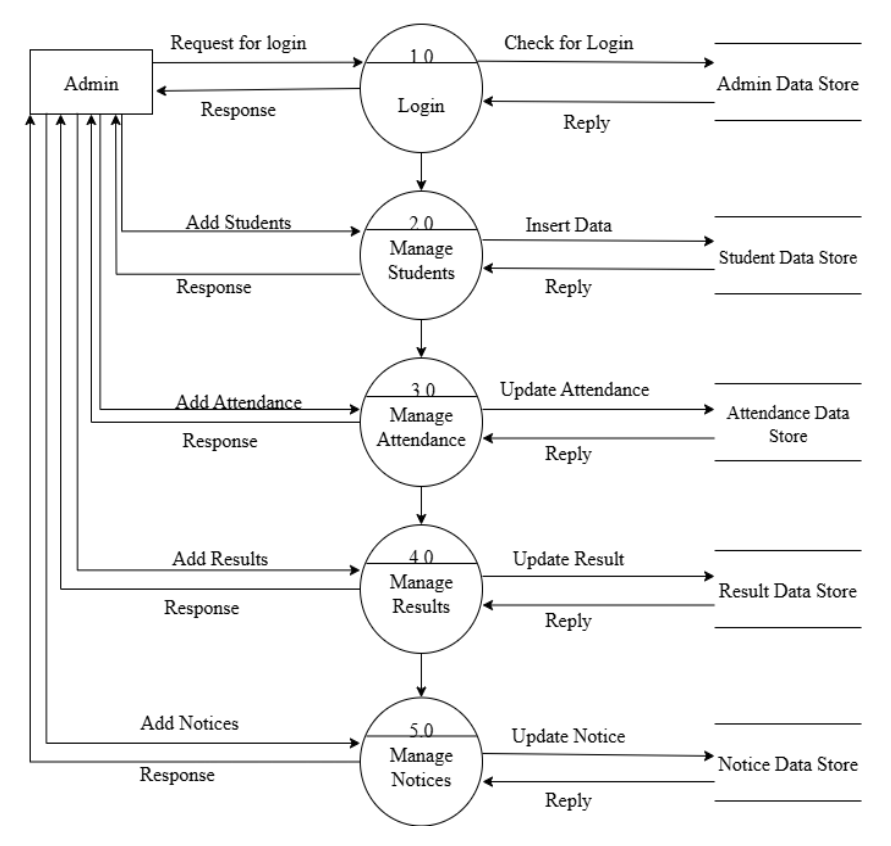 Request for login
1.0
Check for Login
Admin
Login
Admin Data Store
Response
Reply
Add Students
2.0
Manage
Students
Insert Data
Student Data Store
Response
Reply
Add Attendance
3.0
Manage
Attendance
Update Attendance
Attendance Data
Store
Response
Reply
Add Results
4.0
Manage
Results
Update Result
Result Data Store
Response
Reply
Add Notices
5.0
Manage
Notices
Update Notice
Notice Data Store
Response
Reply